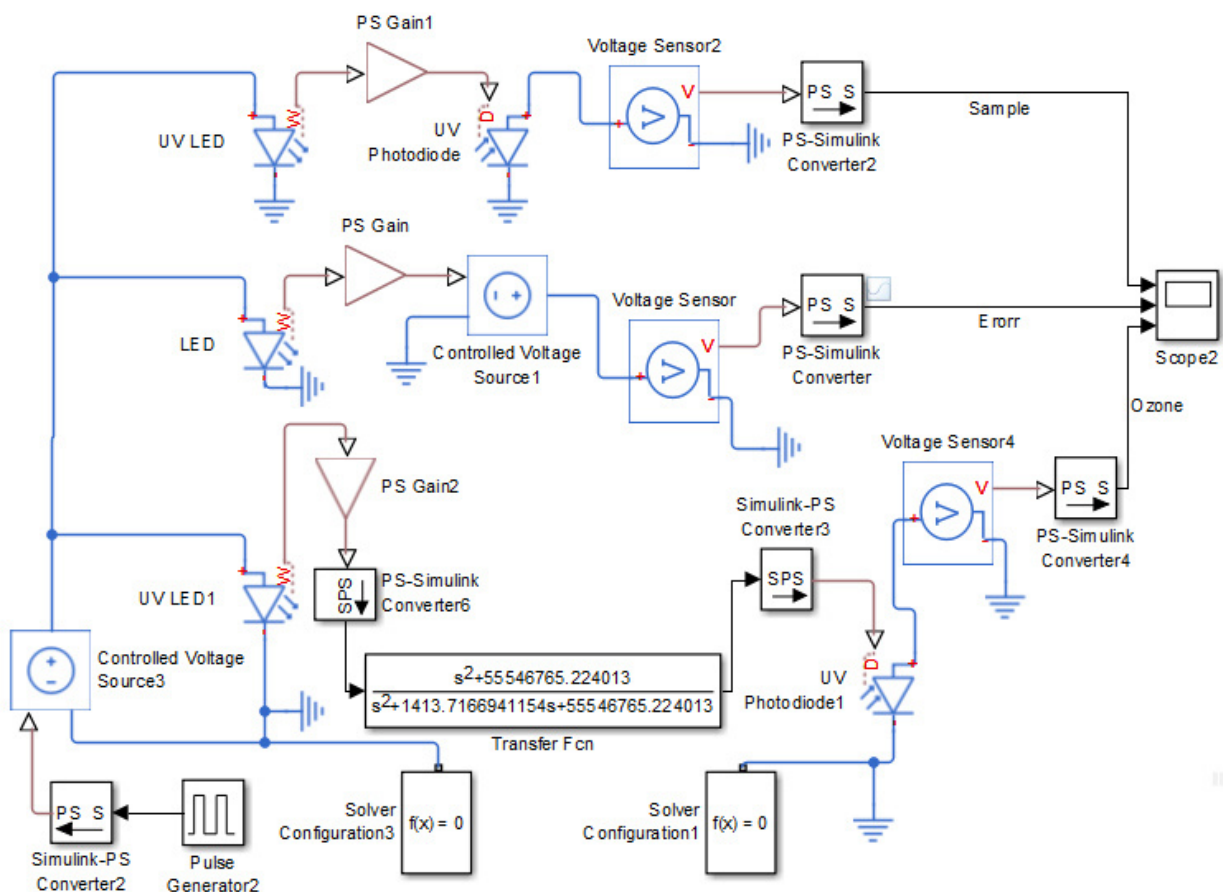 PS Gain1
Voltage Sensor2
W
D
V
V
PS S
Sample
UV LED
UV
Photodiode
PS-Simulink
Converter2
PS Gain
W
Voltage Sensor
V
V
PS S
Erorr
LED
Controlled Voltage
Source1
PS-Simulink
Converter
Scope2
Ozone
PS Gain2
Voltage Sensor4
W
V
V
PS S
Simulink-PS
Converter3
PS-Simulink
Converter4
UV LED1
SPS
PS-Simulink
Converter6
SPS
D
Controlled Voltage
Source3
s2+55546765.224013
s2+1413.7166941154s+55546765.224013
UV
Photodiode1
Transfer Fcn
PS S
Solver
Configuration3
f(x) = 0
Solver
Configuration1
f(x) = 0
Simulink-PS
Converter2
Pulse
Generator2